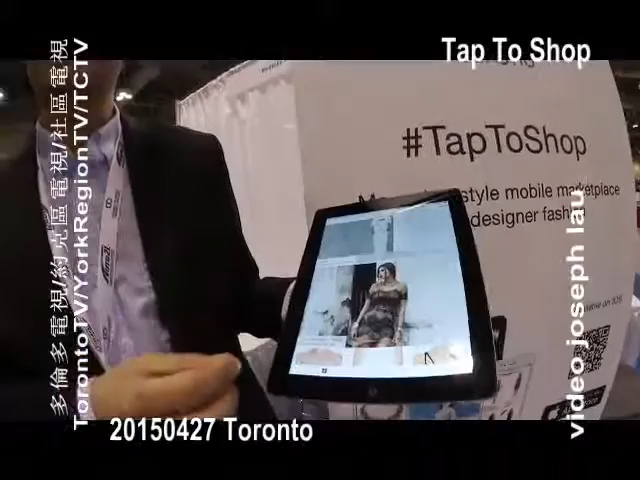 Tap To Shop
#TapToShop
style mobile marketplace
designer fash
多倫多電視/約克區電視/社區電視
TorontoTV/YorkRegionTV/TCTV
video joseph lau
20150427 Toronto